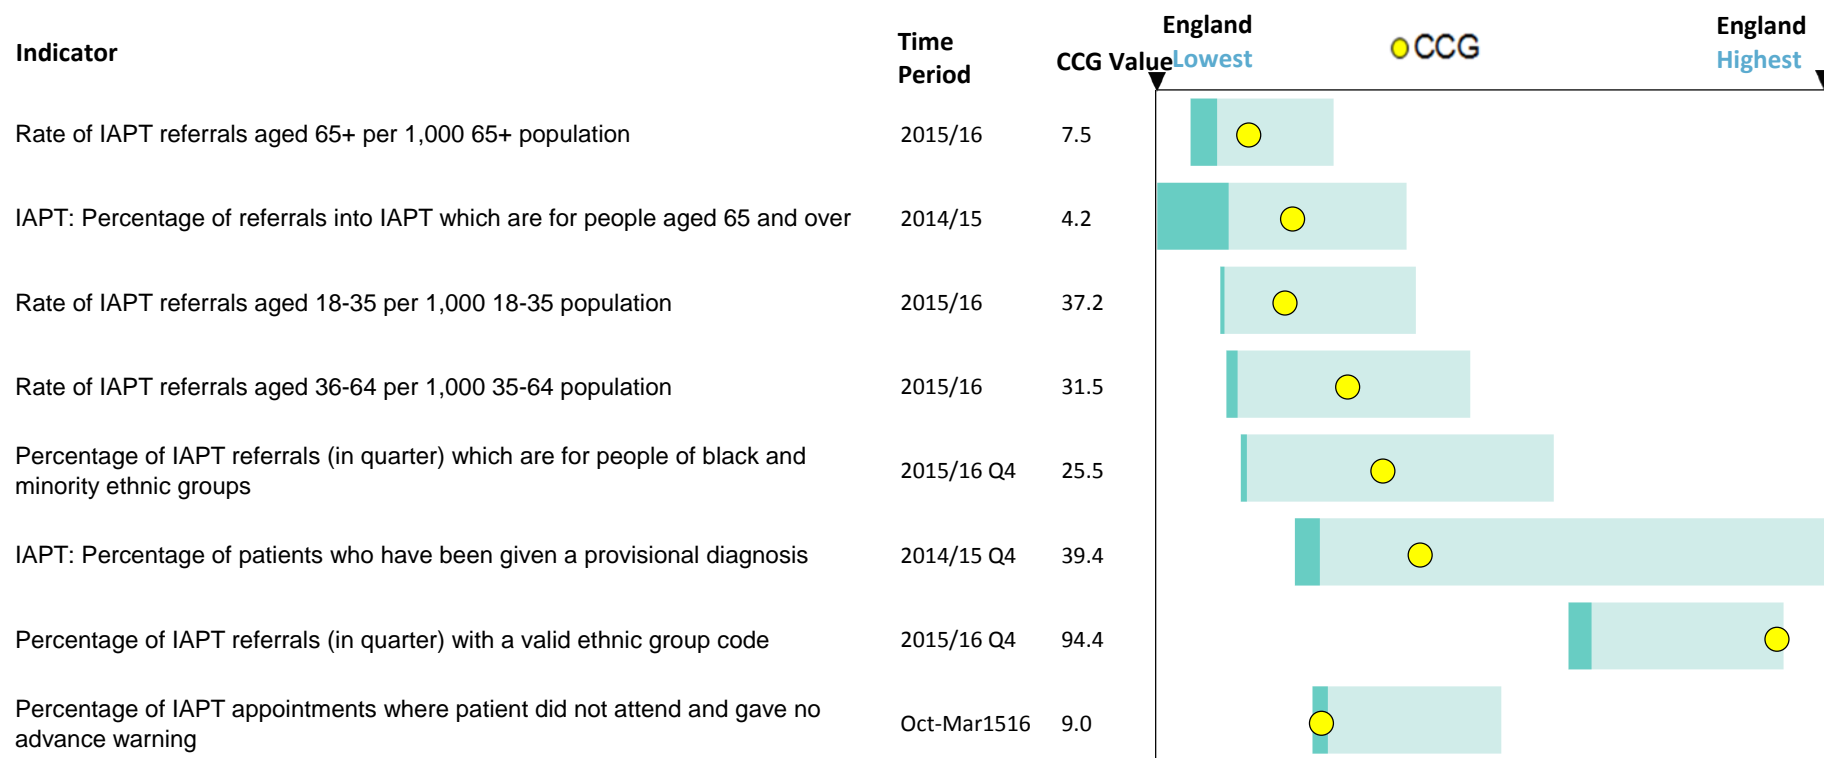 Indicator
Time
Period
CCG Value
England
Lowest
CCG
England
Highest
Rate of IAPT referrals aged 65+ per 1,000 65+ population 2015/16 7.5
IAPT: Percentage of referrals into IAPT which are for people aged 65 and over 2014/15 4.2
Rate of IAPT referrals aged 18-35 per 1,000 18-35 population 2015/16 37.2
Rate of IAPT referrals aged 36-64 per 1,000 35-64 population 2015/16 31.5
Percentage of IAPT referrals (in quarter) which are for people of black and
minority ethnic groups 2015/16 Q4 25.5
IAPT: Percentage of patients who have been given a provisional diagnosis 2014/15 Q4 39.4
Percentage of IAPT referrals (in quarter) with a valid ethnic group code 2015/16 Q4 94.4
Percentage of IAPT appointments where patient did not attend and gave no
advance warning Oct-Mar1516 9.0